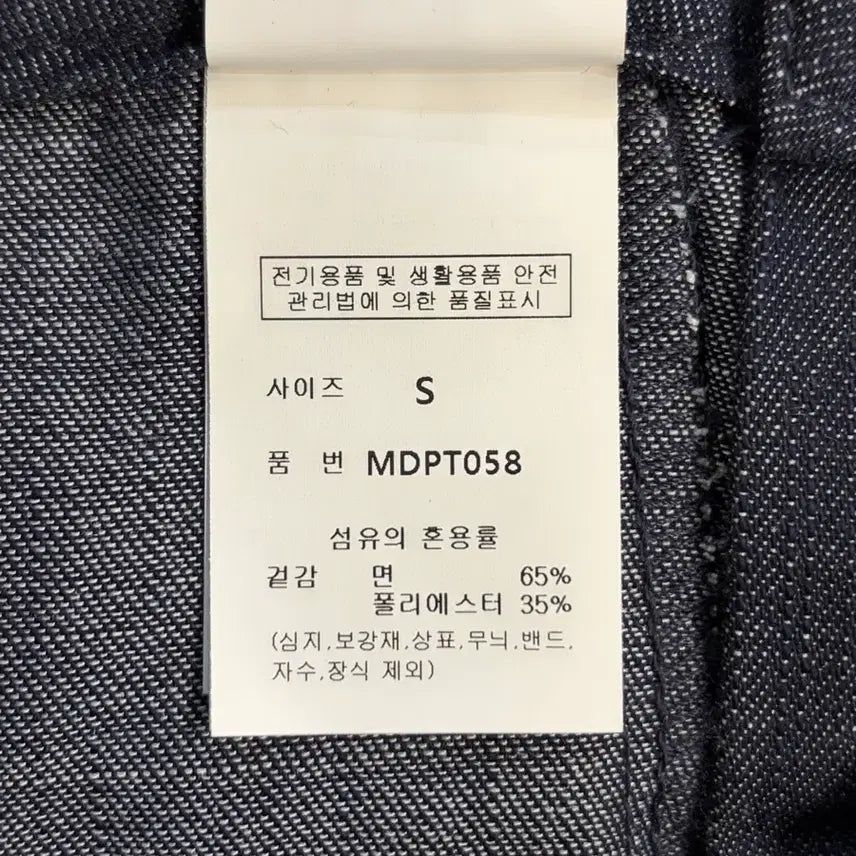 전기용품 및 생활용품 안전
관리법에 의한 품질표시
사이즈 S
품 번 MDPT058
섬유의 혼용률
겉감 면 65%
폴리에스터 35%
(심지,보강재,상표,무늬,밴드,
자수,장식 제외)